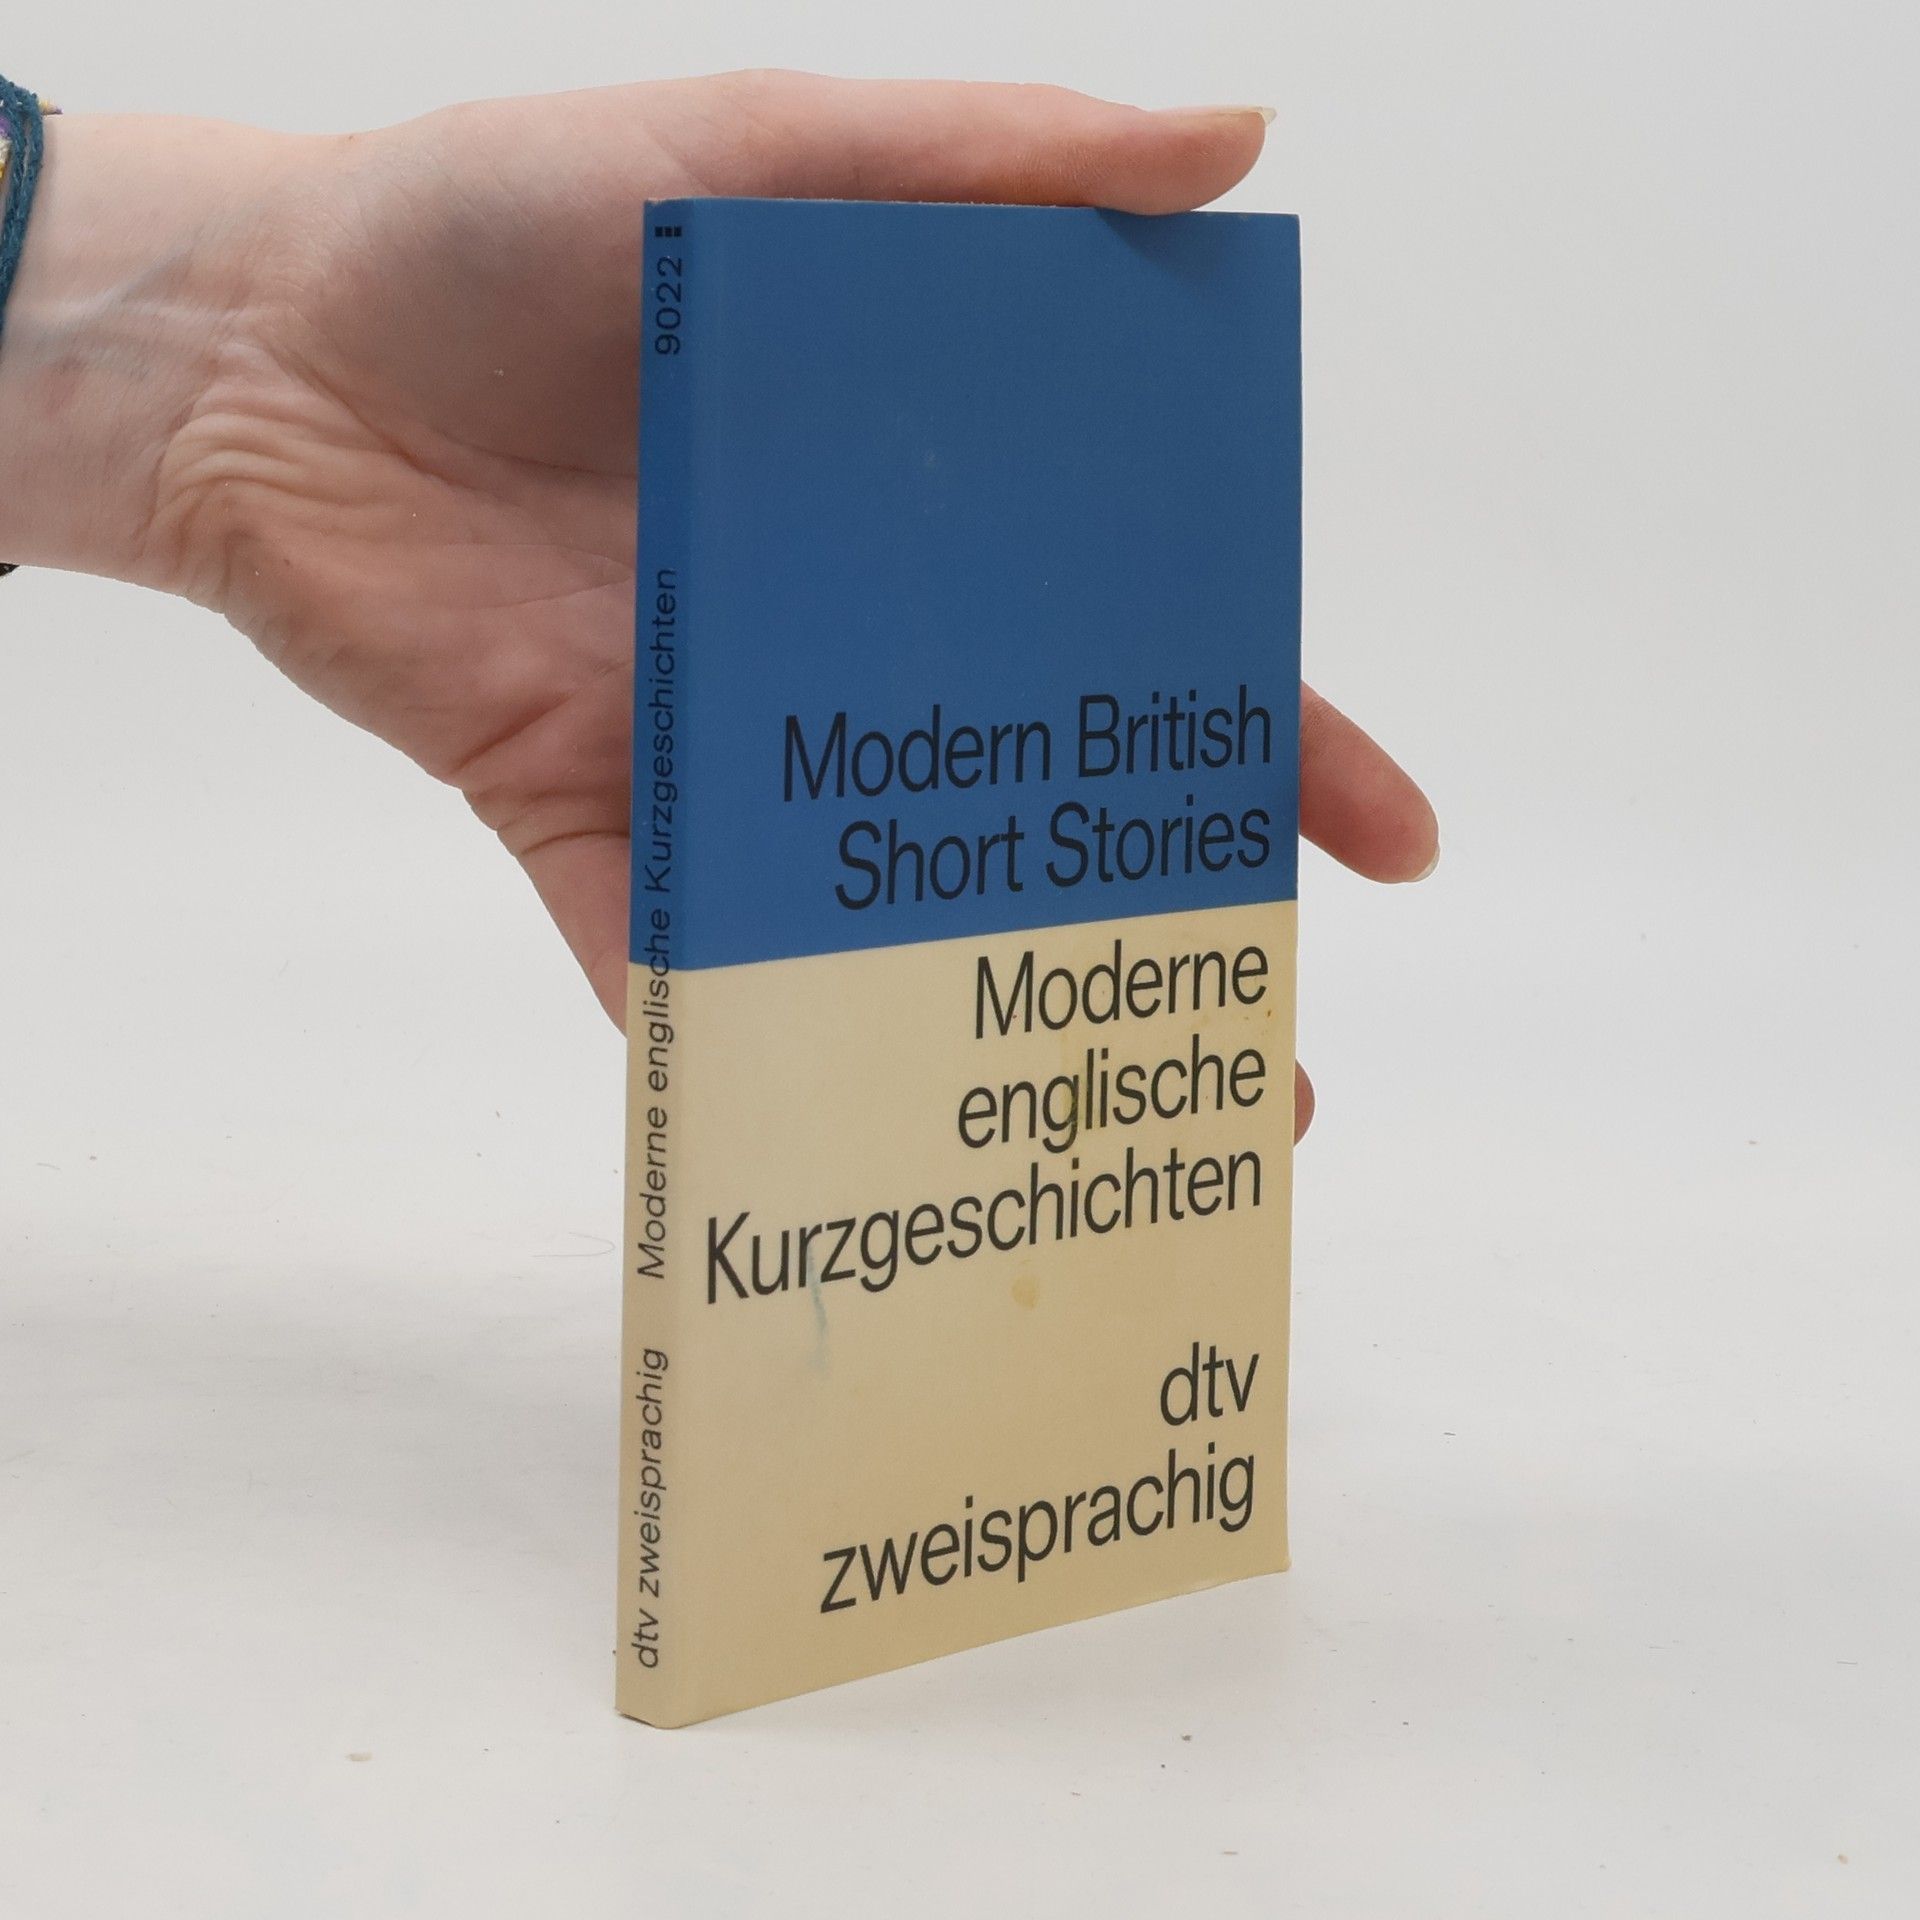 Modern British
Short Stories
Moderne
englische
Kurzgeschichten
dtv
zweisprachig
dtv zweisprachig Moderne englische Kurzgeschichten 9022